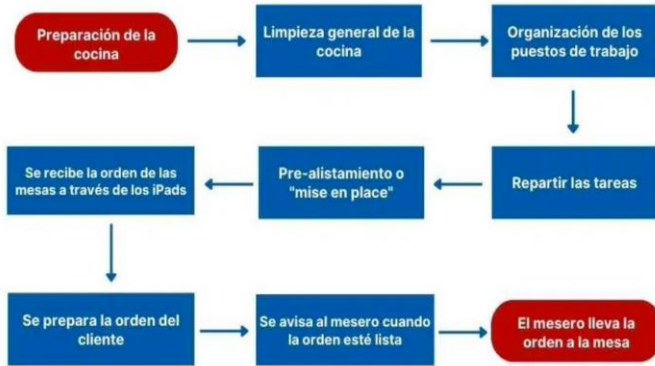 Preparación de la
cocina
Limpieza general de la
cocina
Organización de los
puestos de trabajo
Repartir las tareas
Pre-alistamiento o
"mise en place"
Se recibe la orden de las
mesas a través de los iPads
Se prepara la orden del
cliente
Se avisa al mesero cuando
la orden esté lista
El mesero lleva la
orden a la mesa